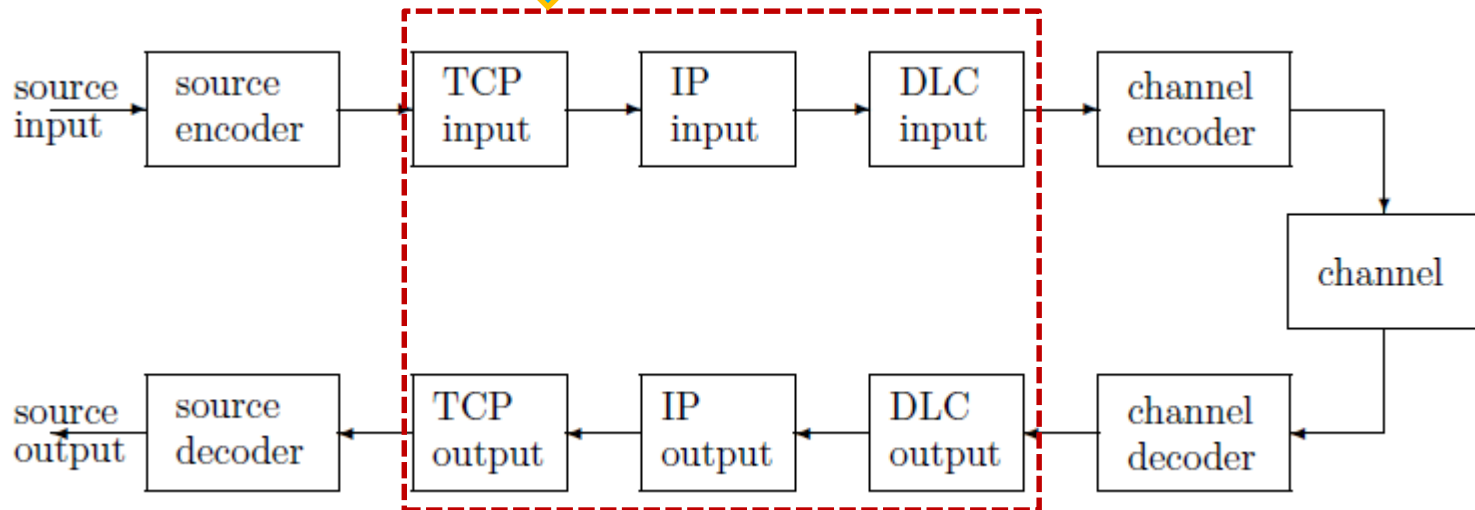 source
input
source
encoder
TCP
input
IP
input
DLC
input
channel
encoder
channel
source
output
source
decoder
TCP
output
IP
output
DLC
output
channel
decoder